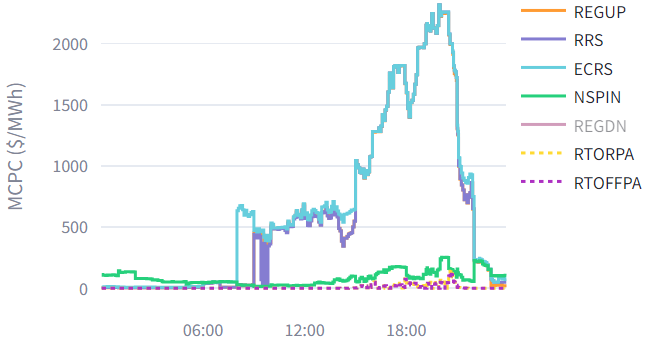 MCPC ($/MWh)
2000
1500
1000
500
0
06:00
12:00
18:00
REGUP
RRS
ECRS
NSPIN
REGDN
RTORPA
RTOFFPA